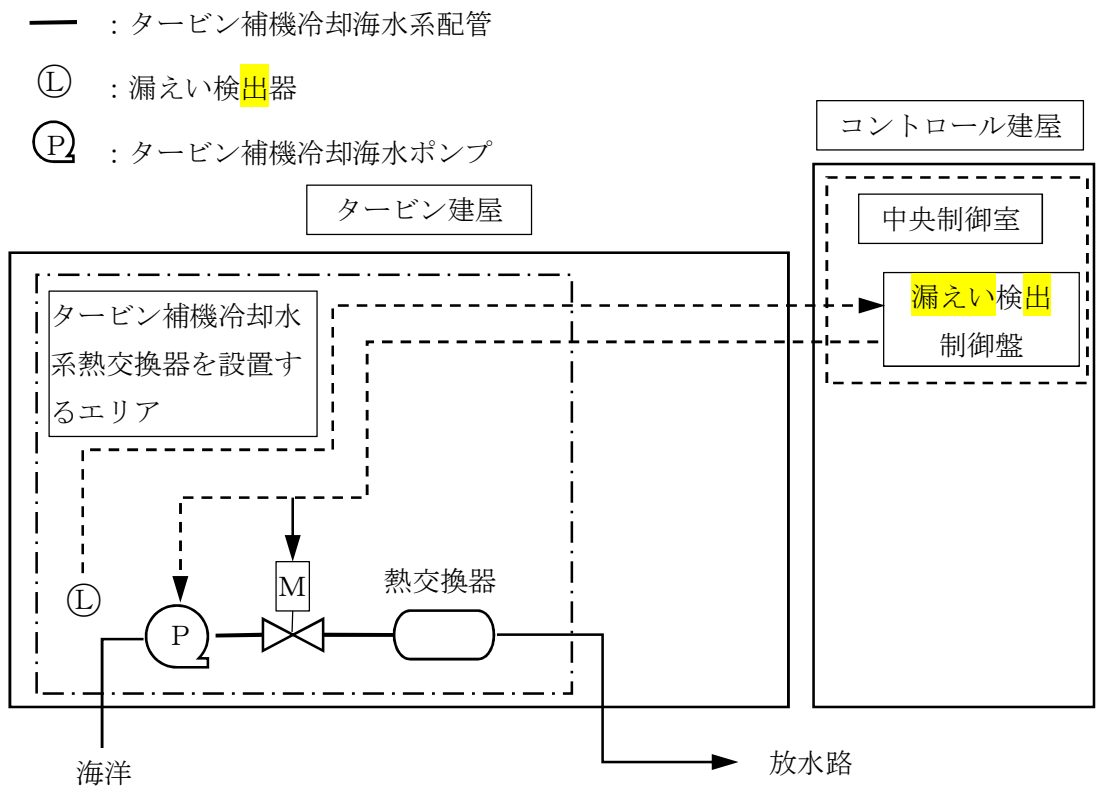 ：タービン補機冷却海水系配管
Ⓛ ：漏えい検出器
P ：タービン補機冷却海水ポンプ
コントロール建屋
タービン建屋
中央制御室
漏えい検出
制御盤
タービン補機冷却水
系熱交換器を設置す
るエリア
Ⓛ
M
熱交換器
P
海洋
放水路